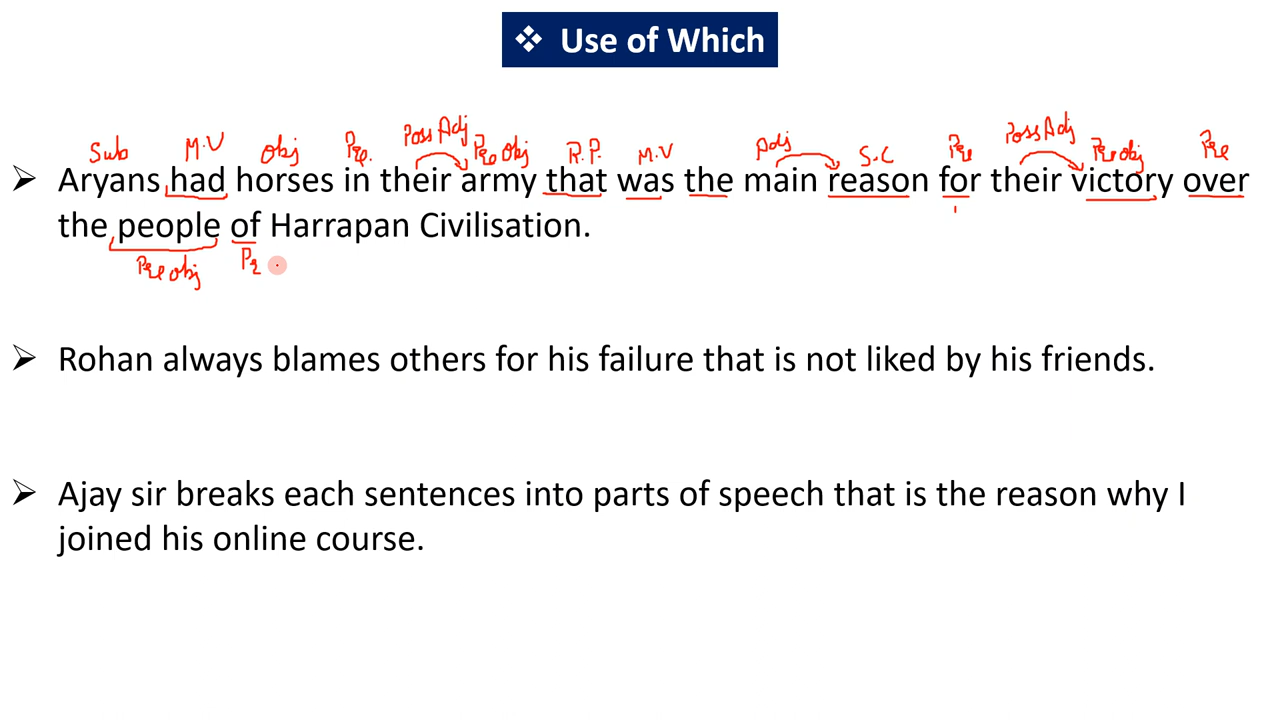 ❖ Use of Which
Sub M.V Obj Pre. Poss Adj Pre Obj R.P. M.V Adj S.C Pre Poss Adj Pre obj Pre
➢ Aryans had horses in their army that was the main reason for their victory over
the people of Harrapan Civilisation.
Pre obj Pr
➢ Rohan always blames others for his failure that is not liked by his friends.
➢ Ajay sir breaks each sentences into parts of speech that is the reason why I
joined his online course.